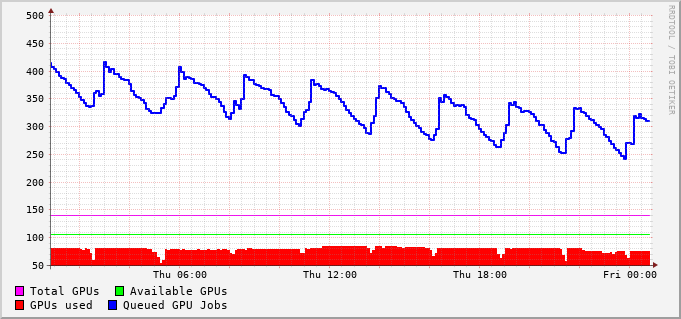 500
450
400
350
300
250
200
150
100
50
Thu 06:00 Thu 12:00 Thu 18:00 Fri 00:00
Total GPUs Available GPUs
GPUs used Queued GPU Jobs
RRDTOOL / TOBI OETIKER